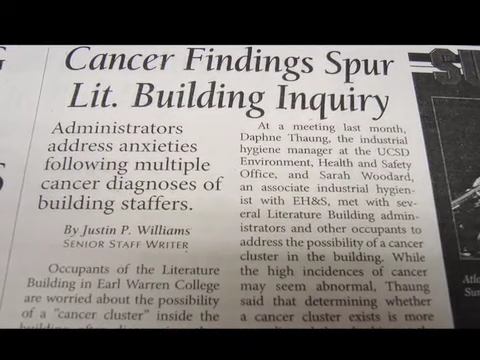 Cancer Findings Spur
Lit. Building Inquiry
Administrators
address anxieties
following multiple
cancer diagnoses of
building staffers.
By Justin P. Williams
SENIOR STAFF WRITER
Occupants of the Literature
Building in Earl Warren College
are worried about the possibility
of a "cancer cluster" inside the
At a meeting last month,
Daphne Thaung, the industrial
hygiene manager at the UCSD
Environment, Health and Safety
Office, and Sarah Woodard,
an associate industrial hygien-
ist with EH&S, met with sev-
eral Literature Building admin-
istrators and other occupants to
address the possibility of a cancer
cluster in the building. While
the high incidences of cancer
may seem abnormal, Thaung
said that determining whether
a cancer cluster exists is more